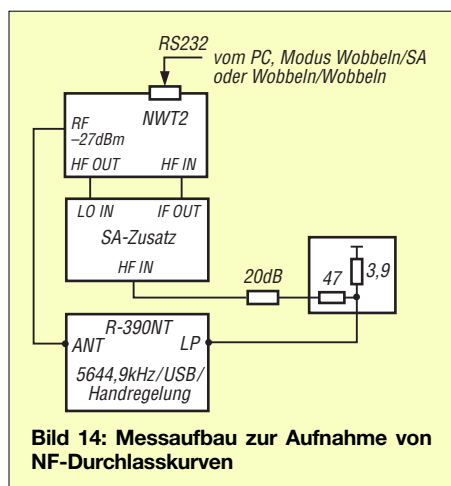 RS232
vom PC, Modus Wobbeln/SA
oder Wobbeln/Wobbeln
NWT2
RF
–27dBm
HF OUT HF IN
LO IN IF OUT
SA-Zusatz
HF IN
20dB
47
3,9
R-390NT
ANT LP
5644,9kHz/USB/
Handregelung
Bild 14: Messaufbau zur Aufnahme von
NF-Durchlasskurven